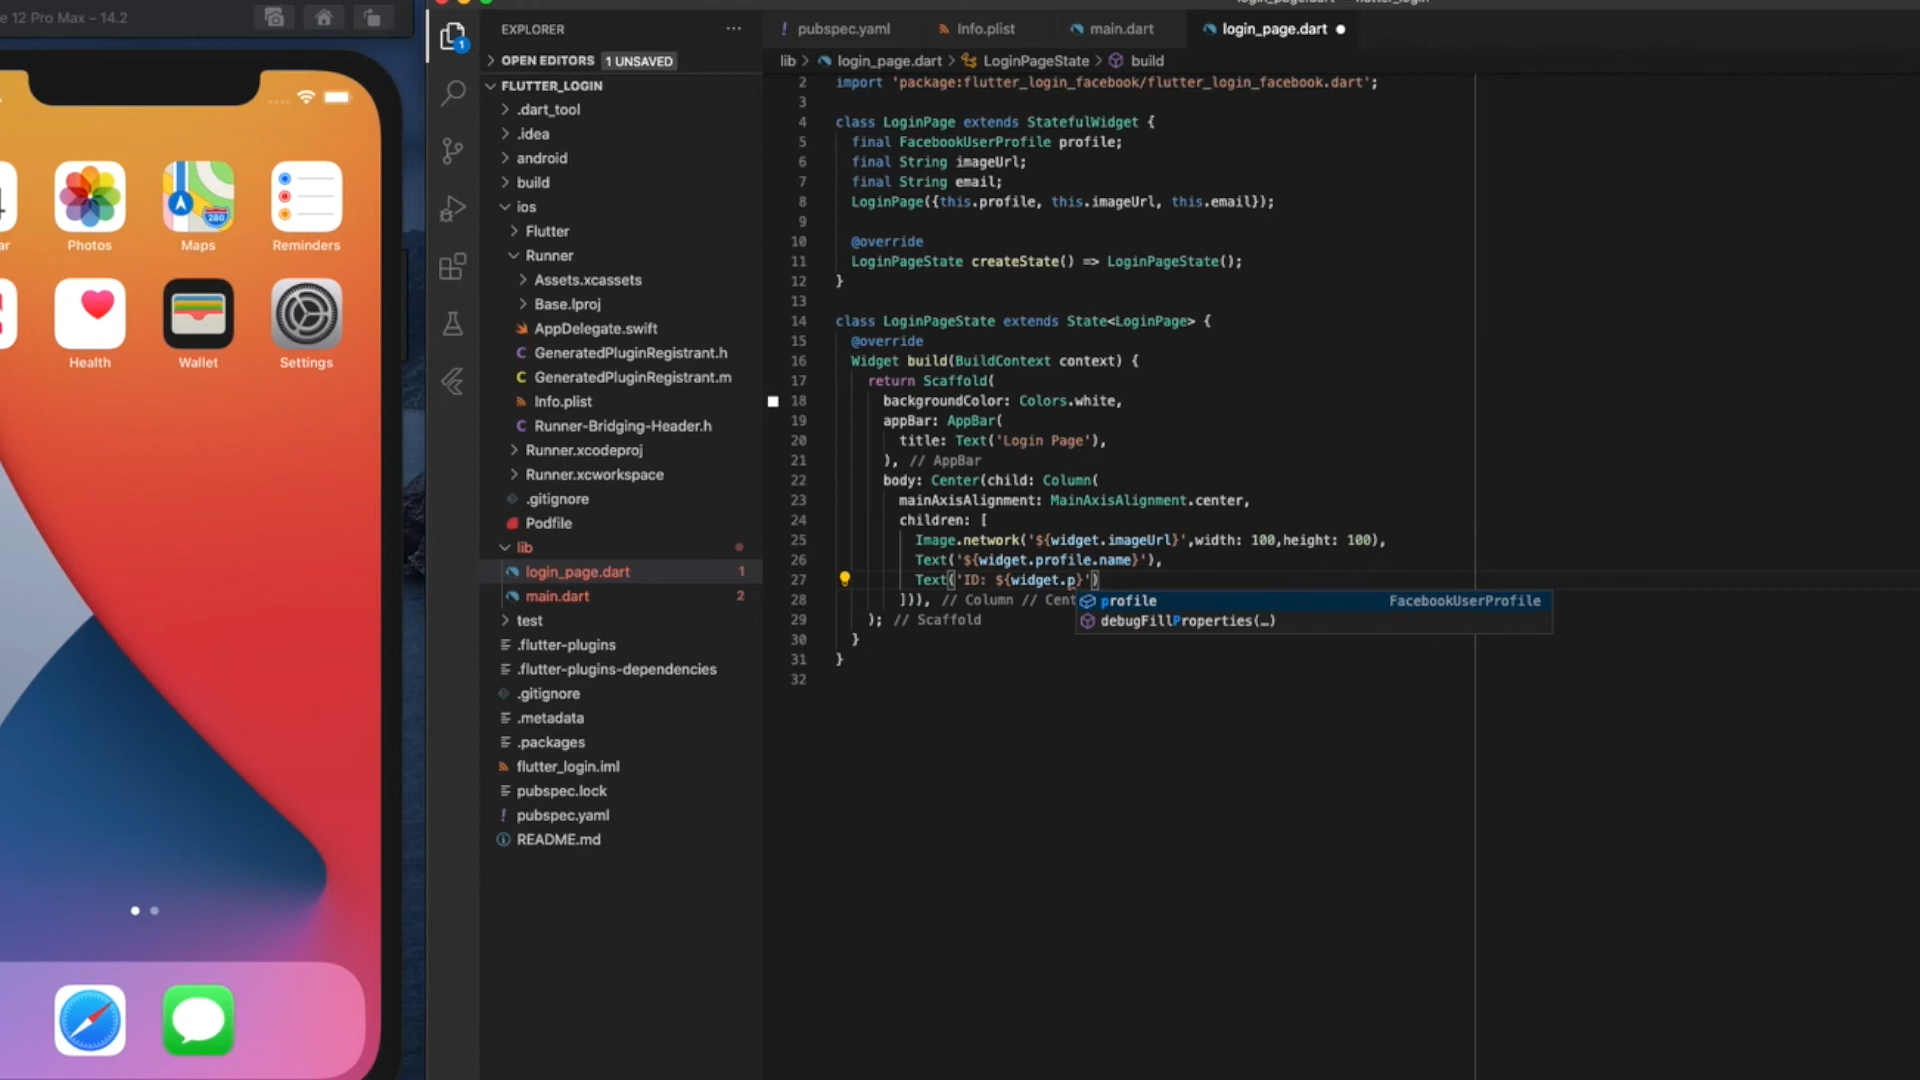 e 12 Pro Max – 14.2
Photos
Maps
Reminders
280
Health
Wallet
Settings
1
EXPLORER
OPEN EDITORS 1 UNSAVED
FLUTTER_LOGIN
.dart_tool
.idea
android
build
ios
Flutter
Runner
Assets.xcassets
Base.lproj
AppDelegate.swift
C GeneratedPluginRegistrant.h
C GeneratedPluginRegistrant.m
Info.plist
C Runner-Bridging-Header.h
Runner.xcodeproj
Runner.xcworkspace
.gitignore
Podfile
lib
login_page.dart 1
main.dart 2
test
.flutter-plugins
.flutter-plugins-dependencies
.gitignore
.metadata
.packages
flutter_login.iml
pubspec.lock
! pubspec.yaml
README.md
! pubspec.yaml
Info.plist
main.dart
login_page.dart
lib > login_page.dart > LoginPageState > build
2 import 'package:flutter_login_facebook/flutter_login_facebook.dart';
3
4 class LoginPage extends StatefulWidget {
5 final FacebookUserProfile profile;
6 final String imageUrl;
7 final String email;
8 LoginPage({this.profile, this.imageUrl, this.email});
9
10 @override
11 LoginPageState createState() => LoginPageState();
12 }
13
14 class LoginPageState extends State<LoginPage> {
15 @override
16 Widget build(BuildContext context) {
17 return Scaffold(
18 backgroundColor: Colors.white,
19 appBar: AppBar(
20 title: Text('Login Page'),
21 ), // AppBar
22 body: Center(child: Column(
23 mainAxisAlignment: MainAxisAlignment.center,
24 children: [
25 Image.network('${widget.imageUrl}',width: 100,height: 100),
26 Text('${widget.profile.name}'),
27 Text('ID: ${widget.p}')
28 ])), // Column // Cent
profile FacebookUserProfile
debugFillProperties(…)
29 ); // Scaffold
30 }
31 }
32